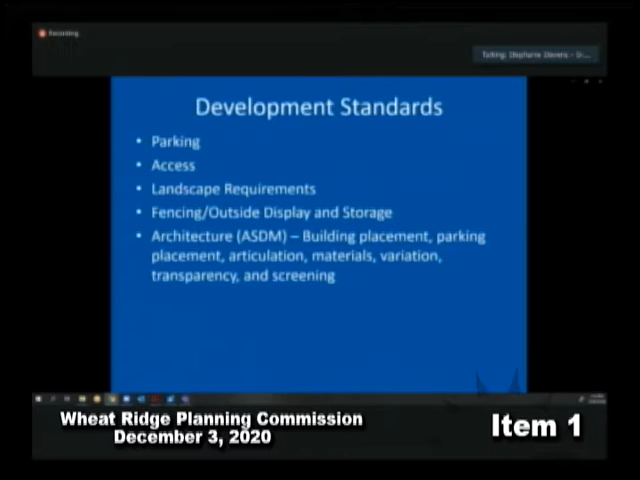 Recording
Development Standards
• Parking
• Access
• Landscape Requirements
• Fencing/Outside Display and Storage
• Architecture (ASDM) – Building placement, parking
placement, articulation, materials, variation,
transparency, and screening
Wheat Ridge Planning Commission
December 3, 2020
Item 1